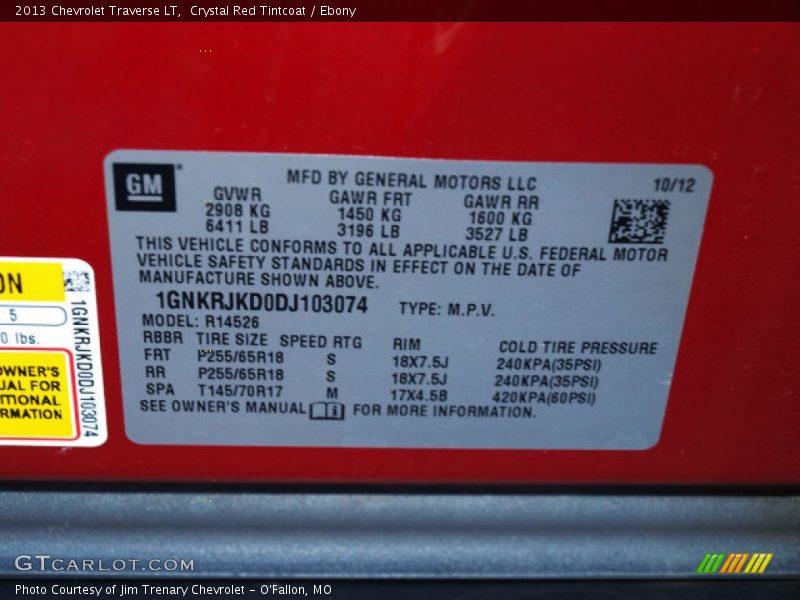 2013 Chevrolet Traverse LT,  Crystal Red Tintcoat / Ebony
GM
MFD BY GENERAL MOTORS LLC
10/12
GVWR GAWR FRT GAWR RR
2908 KG 1450 KG 1600 KG
6411 LB 3196 LB 3527 LB
THIS VEHICLE CONFORMS TO ALL APPLICABLE U.S. FEDERAL MOTOR
VEHICLE SAFETY STANDARDS IN EFFECT ON THE DATE OF
MANUFACTURE SHOWN ABOVE.
1GNKRJKD0DJ103074 TYPE: M.P.V.
MODEL: R14526
RBBR TIRE SIZE SPEED RTG RIM COLD TIRE PRESSURE
FRT P255/65R18 S 18X7.5J 240KPA(35PSI)
RR P255/65R18 S 18X7.5J 240KPA(35PSI)
SPA T145/70R17 M 17X4.5B 420KPA(60PSI)
SEE OWNER'S MANUAL FOR MORE INFORMATION.
ON
5
0 lbs.
OWNER'S
UAL FOR
ITIONAL
RMATION
1GNKRJKD0DJ103074
GTCARLOT.COM
Photo Courtesy of Jim Trenary Chevrolet - O'Fallon, MO